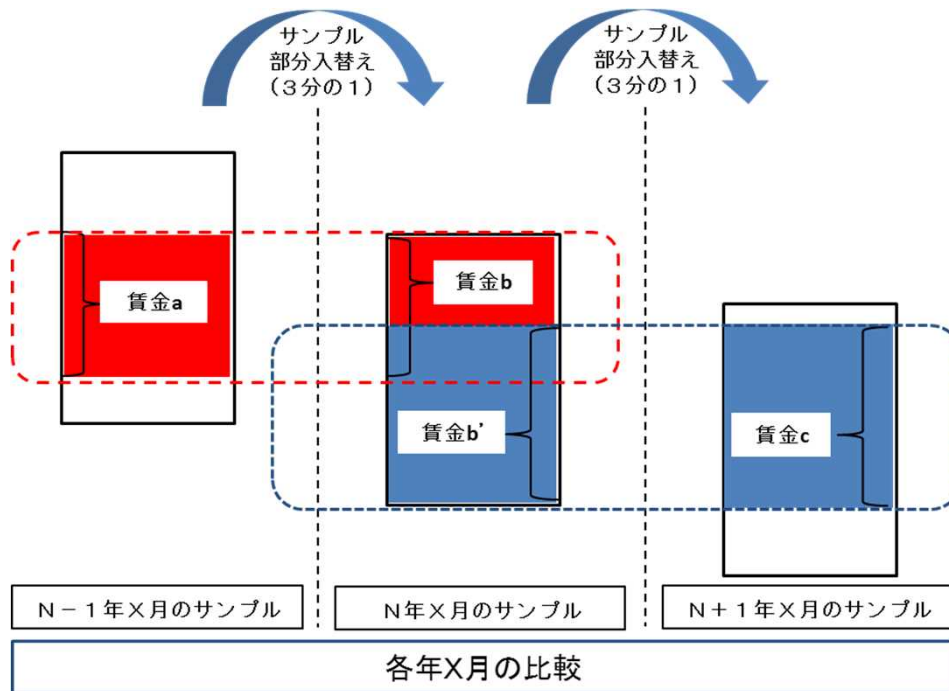 サンプル
部分入替え
（３分の１）
サンプル
部分入替え
（３分の１）
賃金a
賃金b
賃金b’
賃金c
Ｎ－１年Ｘ月のサンプル
Ｎ年Ｘ月のサンプル
Ｎ＋１年Ｘ月のサンプル
各年X月の比較